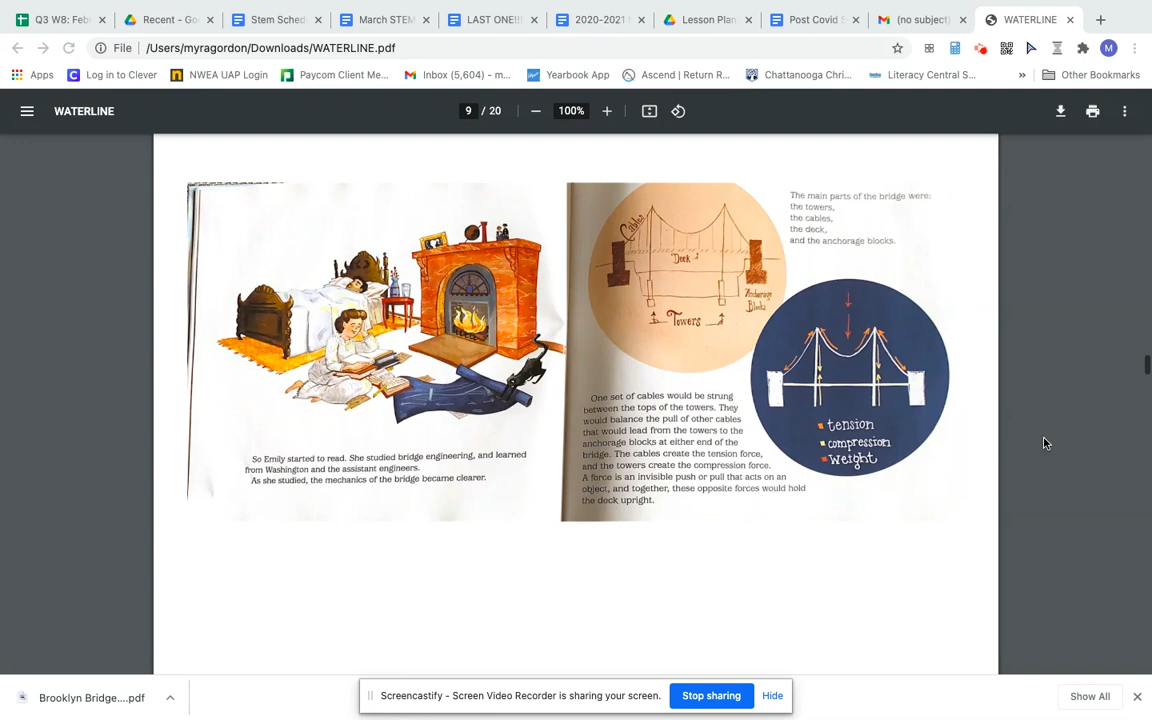 Q3 W8: Feb
Recent - Go
Stem Sched
March STEM
LAST ONE!!!
2020-2021
Lesson Plan
Post Covid S
(no subject)
WATERLINE
File | /Users/myragordon/Downloads/WATERLINE.pdf
M
Apps
Log in to Clever
NWEA UAP Login
Paycom Client Me...
Inbox (5,604) - m...
Yearbook App
Ascend | Return R...
Chattanooga Chri...
Literacy Central S...
»
Other Bookmarks
WATERLINE
9 / 20
100%
So Emily started to read. She studied bridge engineering, and learned
from Washington and the assistant engineers.
As she studied, the mechanics of the bridge became clearer.
Cables
Deck
Anchorage
Blocks
Towers
The main parts of the bridge were:
the towers,
the cables,
the deck,
and the anchorage blocks.
One set of cables would be strung
between the tops of the towers. They
would balance the pull of other cables
that would lead from the towers to the
anchorage blocks at either end of the
bridge. The cables create the tension force,
and the towers create the compression force.
A force is an invisible push or pull that acts on an
object, and together, these opposite forces would hold
the deck upright.
tension
compression
Weight
Brooklyn Bridge....pdf
Screencastify - Screen Video Recorder is sharing your screen.
Stop sharing
Hide
Show All